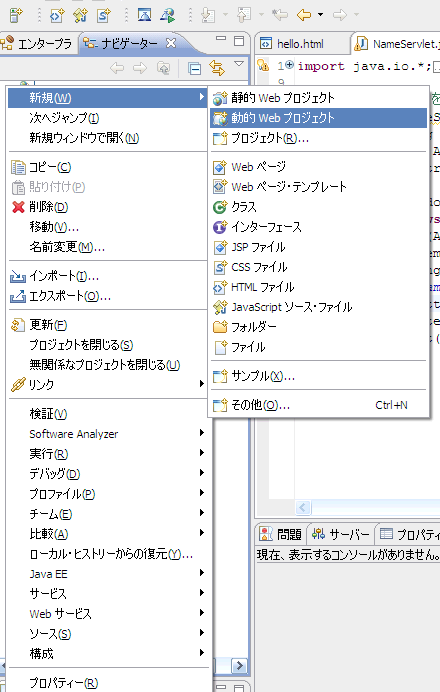 エンタープラ
ナビゲーター
hello.html
NameServlet.j
1
import java.io.*;
新規(W)
次へジャンプ(I)
新規ウィンドウで開く(N)
コピー(C)
貼り付け(P)
削除(D)
移動(V)...
名前変更(M)...
インポート(I)...
エクスポート(O)...
更新(F)
プロジェクトを閉じる(S)
無関係なプロジェクトを閉じる(U)
リンク
検証(V)
Software Analyzer
実行(R)
デバッグ(D)
プロファイル(P)
チーム(E)
比較(A)
ローカル・ヒストリーからの復元(Y)...
Java EE
サービス
Web サービス
ソース(S)
構成
プロパティー(R)
静的 Web プロジェクト
動的 Web プロジェクト
プロジェクト(R)...
Web ページ
Web ページ・テンプレート
クラス
インターフェース
JSP ファイル
CSS ファイル
HTML ファイル
JavaScript ソース・ファイル
フォルダー
ファイル
サンプル(X)...
その他(O)... Ctrl+N
問題
サーバー
プロパティ
現在、表示するコンソールがありません。